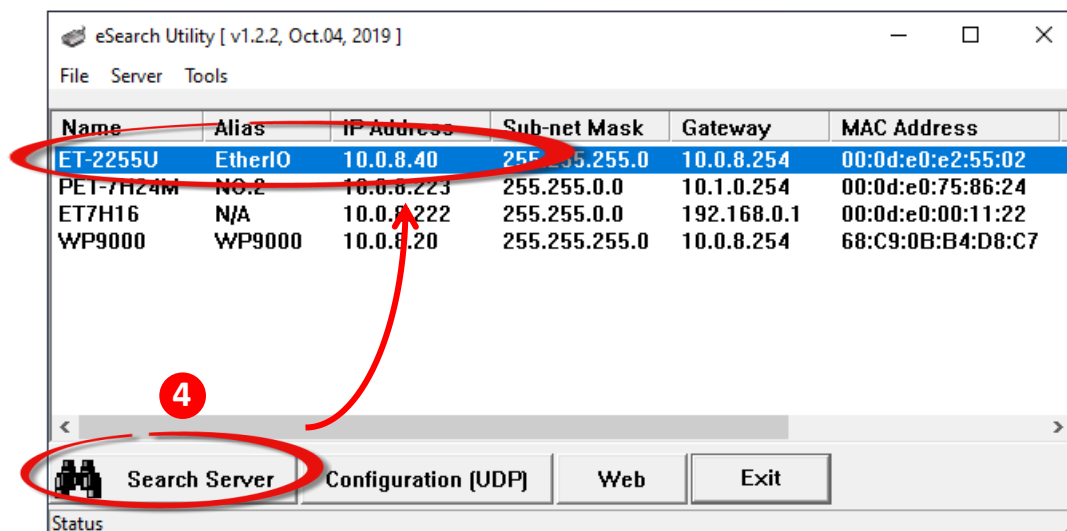 eSearch Utility [ v1.2.2, Oct.04, 2019 ]
File Server Tools
Name Alias IP Address Sub-net Mask Gateway MAC Address
ET-2255U EtherIO 10.0.8.40 255.255.255.0 10.0.8.254 00:0d:e0:e2:55:02
PET-7H24M NO:2 10.0.8.223 255.255.0.0 10.1.0.254 00:0d:e0:75:86:24
ET7H16 N/A 10.0.8.222 255.255.0.0 192.168.0.1 00:0d:e0:00:11:22
WP9000 WP9000 10.0.8.20 255.255.255.0 10.0.8.254 68:C9:0B:B4:D8:C7
4
Search Server Configuration (UDP) Web Exit
Status